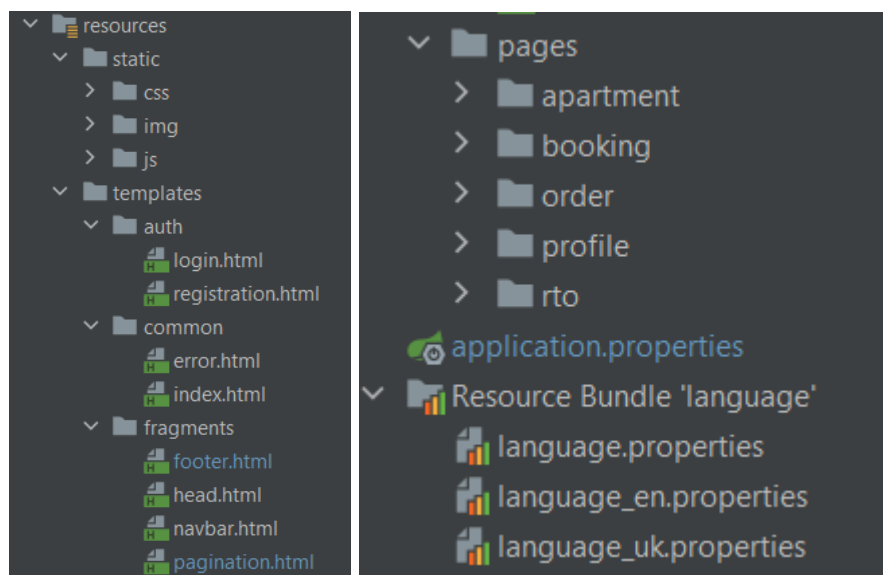 resources
static
css
img
js
templates
auth
login.html
registration.html
common
error.html
index.html
fragments
footer.html
head.html
navbar.html
pagination.html
pages
apartment
booking
order
profile
rto
application.properties
Resource Bundle 'language'
language.properties
language_en.properties
language_uk.properties